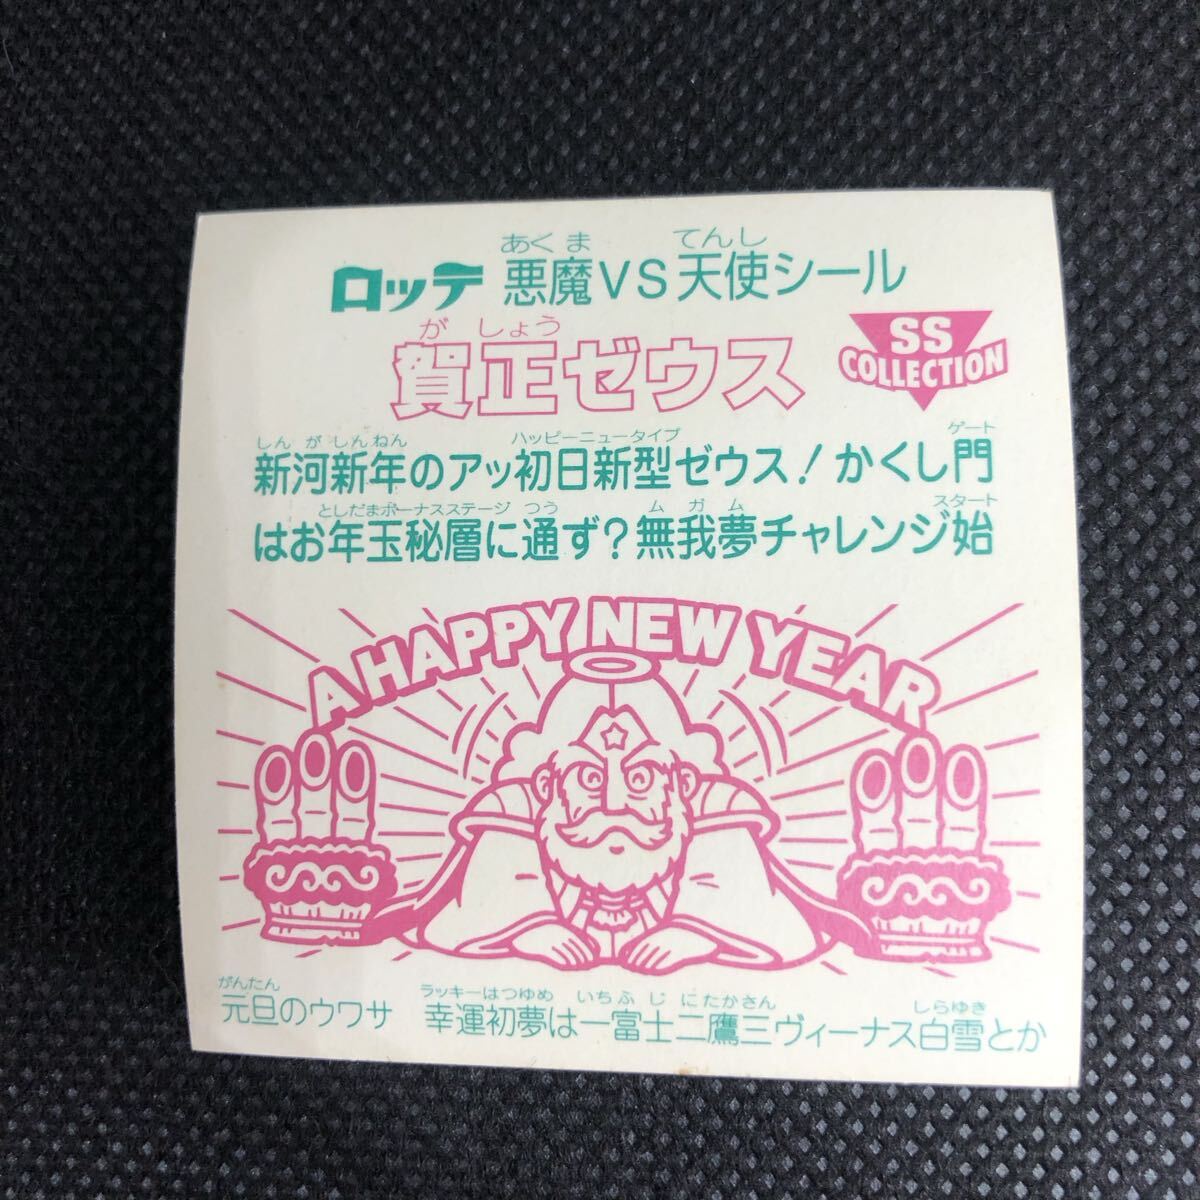 あくま てんし
ロッテ 悪魔VS天使シール
がしょう
賀正ゼウス
SS
COLLECTION
しんがしんねん ハッピーニュータイプ ゲート
新河新年のアッ初日新型ゼウス！かくし門
としだまボーナスステージ つう ムガム スタート
はお年玉秘層に通ず？無我夢チャレンジ始
A HAPPY NEW YEAR
がんたん ラッキーはつゆめ いちふじにたかさん しらゆき
元旦のウワサ 幸運初夢は一富士二鷹三ヴィーナス白雪とか